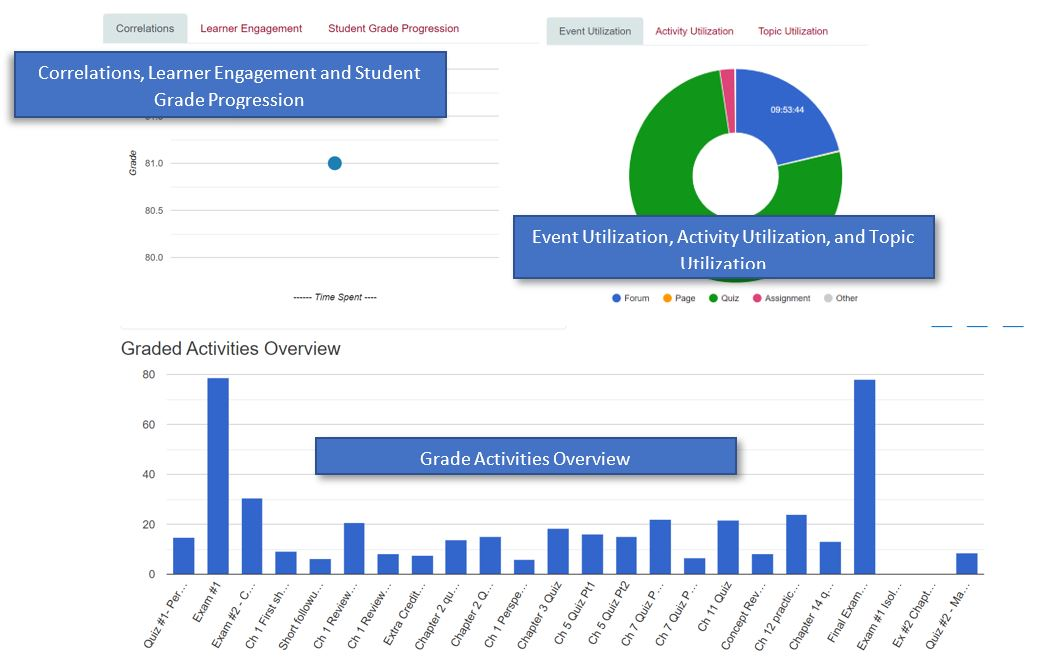 Correlations
Learner Engagement
Student Grade Progression
Event Utilization
Activity Utilization
Topic Utilization
Correlations, Learner Engagement and Student
Grade Progression
09:53:44
Grade
81.0
80.5
80.0
------ Time Spent ----
Event Utilization, Activity Utilization, and Topic
Utilization
Forum
Page
Quiz
Assignment
Other
Graded Activities Overview
80
60
40
20
0
Grade Activities Overview
Quiz #1- Per...
Exam #1
Exam #2 - C...
Ch 1 First sh...
Short followu...
Ch 1 Review...
Ch 1 Review...
Extra Credit...
Chapter 2 qu...
Chapter 2 Q...
Ch 1 Perspe...
Chapter 3 Quiz
Ch 5 Quiz Pt1
Ch 5 Quiz Pt2
Ch 7 Quiz P...
Ch 7 Quiz P...
Ch 11 Quiz
Concept Rev...
Ch 12 practic...
Chapter 14 q...
Final Exam...
Exam #1 Isol...
Ex #2 Chapt...
Quiz #2 - Ma...